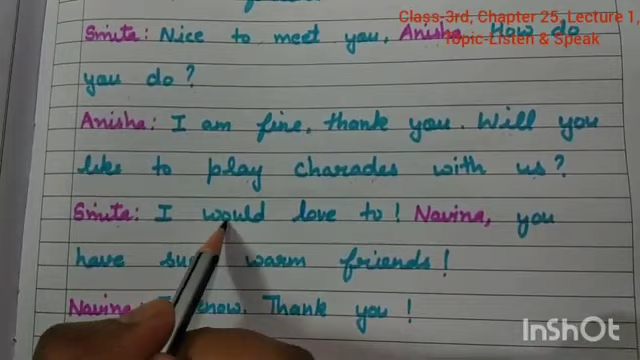 Class-3rd, Chapter 25, Lecture 1,
Topic-Listen & Speak
Smita: Nice to meet you, Anisha. How do
you do?
Anisha: I am fine, thank you. Will you
like to play charades with us?
Smita: I would love to! Navina, you
have warm friends!
Navina: know. Thank you!
InShOt